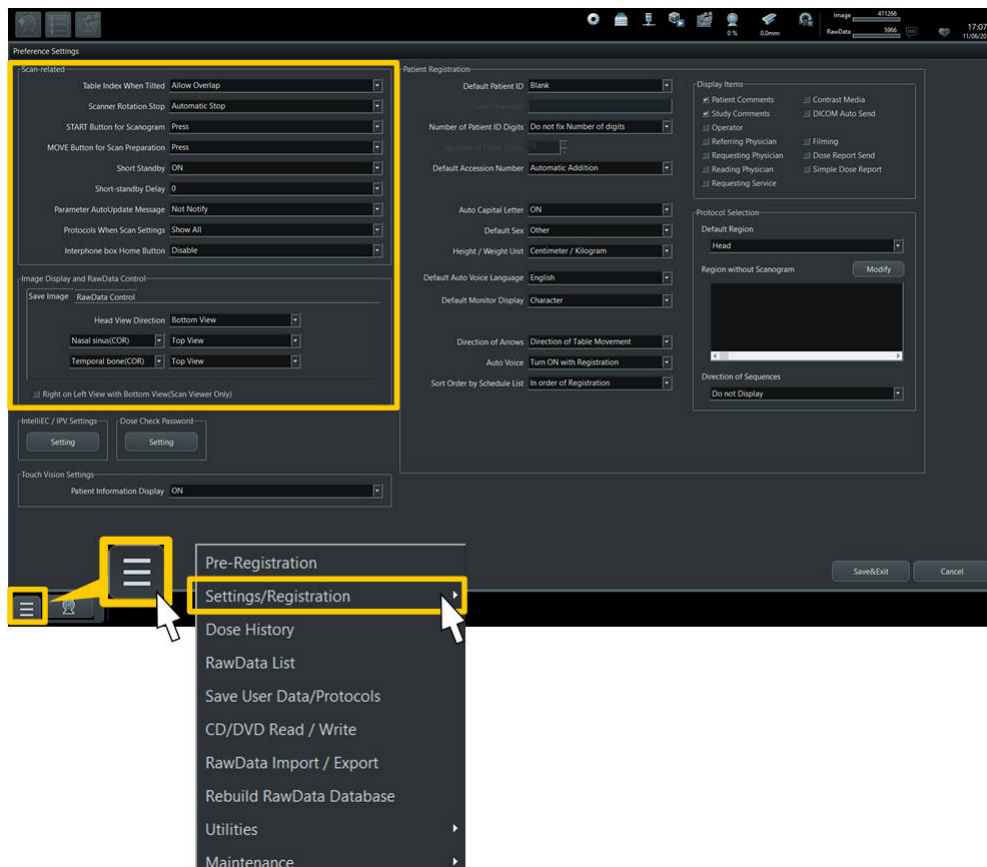 Image 411266
0 % 0.0mm RawData 5966
17:07
11/06/20
Preference Settings
Scan-related
Table Index When Tilted Allow Overlap
Scanner Rotation Stop Automatic Stop
START Button for Scanogram Press
MOVE Button for Scan Preparation Press
Short Standby ON
Short-standby Delay 0
Parameter AutoUpdate Message Not Notify
Protocols When Scan Settings Show All
Interphone box Home Button Disable
Image Display and RawData Control
Save Image RawData Control
Head View Direction Bottom View
Nasal sinus(COR) Top View
Temporal bone(COR) Top View
Right on Left View with Bottom View(Scan Viewer Only)
IntelliEC / IPV Settings
Setting
Dose Check Password
Setting
Touch Vision Settings
Patient Information Display ON
Patient Registration
Default Patient ID Blank
Number of Patient ID Digits Do not fix Number of digits
Default Accession Number Automatic Addition
Auto Capital Letter ON
Default Sex Other
Height / Weight Unit Centimeter / Kilogram
Default Auto Voice Language English
Default Monitor Display Character
Direction of Arrows Direction of Table Movement
Auto Voice Turn ON with Registration
Sort Order by Schedule List In order of Registration
Display Items
Patient Comments Contrast Media
Study Comments DICOM Auto Send
Operator
Referring Physician Filming
Requesting Physician Dose Report Send
Reading Physician Simple Dose Report
Requesting Service
Protocol Selection
Default Region
Head
Region without Scanogram Modify
Direction of Sequences
Do not Display
Save&Exit Cancel
Pre-Registration
Settings/Registration
Dose History
RawData List
Save User Data/Protocols
CD/DVD Read / Write
RawData Import / Export
Rebuild RawData Database
Utilities
Maintenance